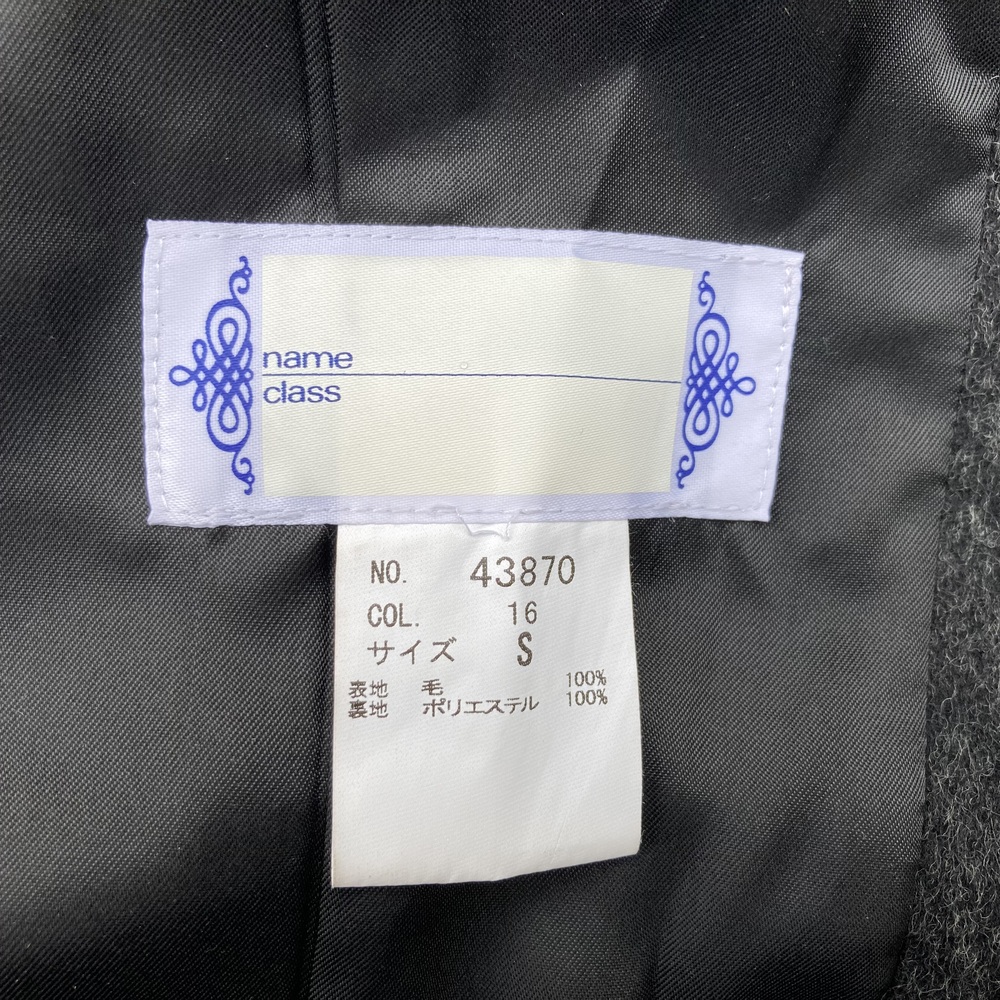 name
class
NO. 43870
COL. 16
サイズ S
表地 毛 100%
裏地 ポリエステル 100%